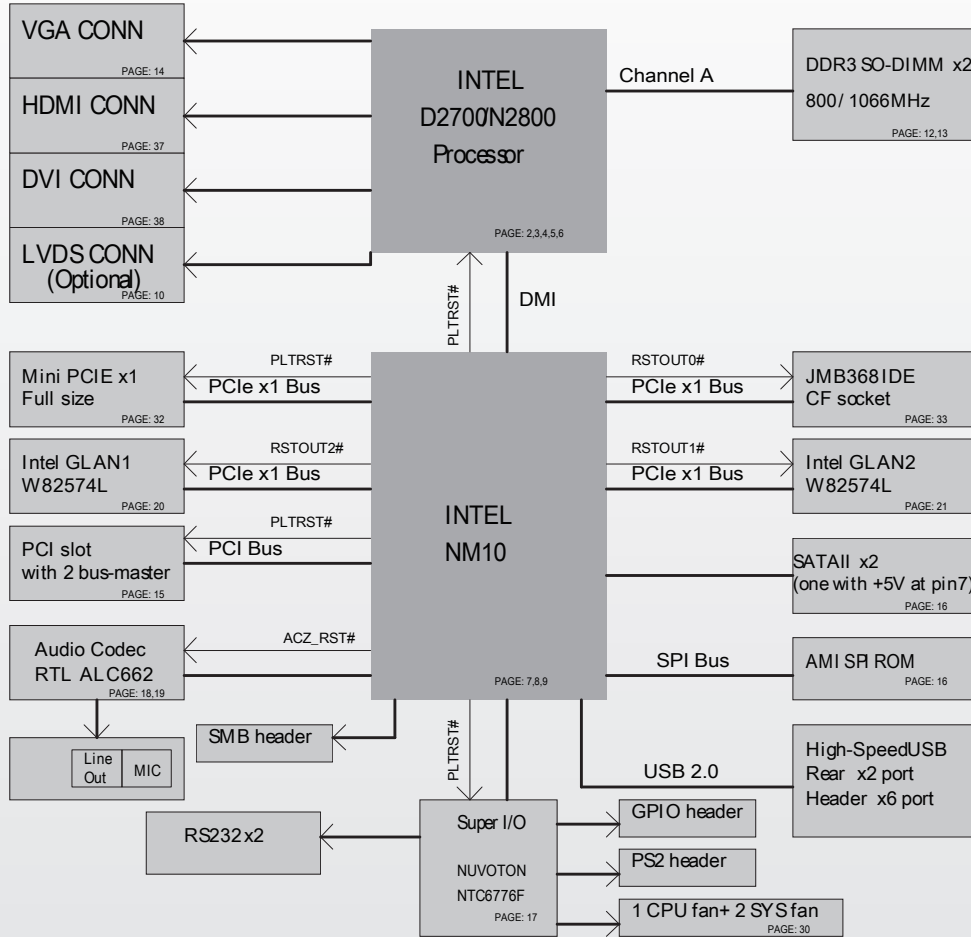 VGA CONN
PAGE: 14
HDMI CONN
PAGE: 37
DVI CONN
PAGE: 38
LVDS CONN
(Optional)
PAGE: 10
INTEL
D2700/N2800
Processor
PAGE: 2,3,4,5,6
Channel A
DDR3 SO-DIMM x2
800/ 1066MHz
PAGE: 12,13
PLTRST#
DMI
Mini PCIE x1
Full size
PAGE: 32
PLTRST#
PCIe x1 Bus
Intel GLAN1
W82574L
PAGE: 20
RSTOUT2#
PCIe x1 Bus
PCI slot
with 2 bus-master
PAGE: 15
PLTRST#
PCI Bus
Audio Codec
RTL ALC662
PAGE: 18,19
ACZ_RST#
Line
Out
MIC
INTEL
NM10
PAGE: 7,8,9
RSTOUT0#
PCIe x1 Bus
JMB368 IDE
CF socket
PAGE: 33
RSTOUT1#
PCIe x1 Bus
Intel GLAN2
W82574L
PAGE: 21
SATAII x2
(one with +5V at pin7)
PAGE: 16
SPI Bus
AMI SPI ROM
PAGE: 16
USB 2.0
High-SpeedUSB
Rear x2 port
Header x6 port
SMB header
PLTRST#
RS232 x2
Super I/O
NUVOTON
NTC6776F
PAGE: 17
GPIO header
PS2 header
1 CPU fan+ 2 SYS fan
PAGE: 30